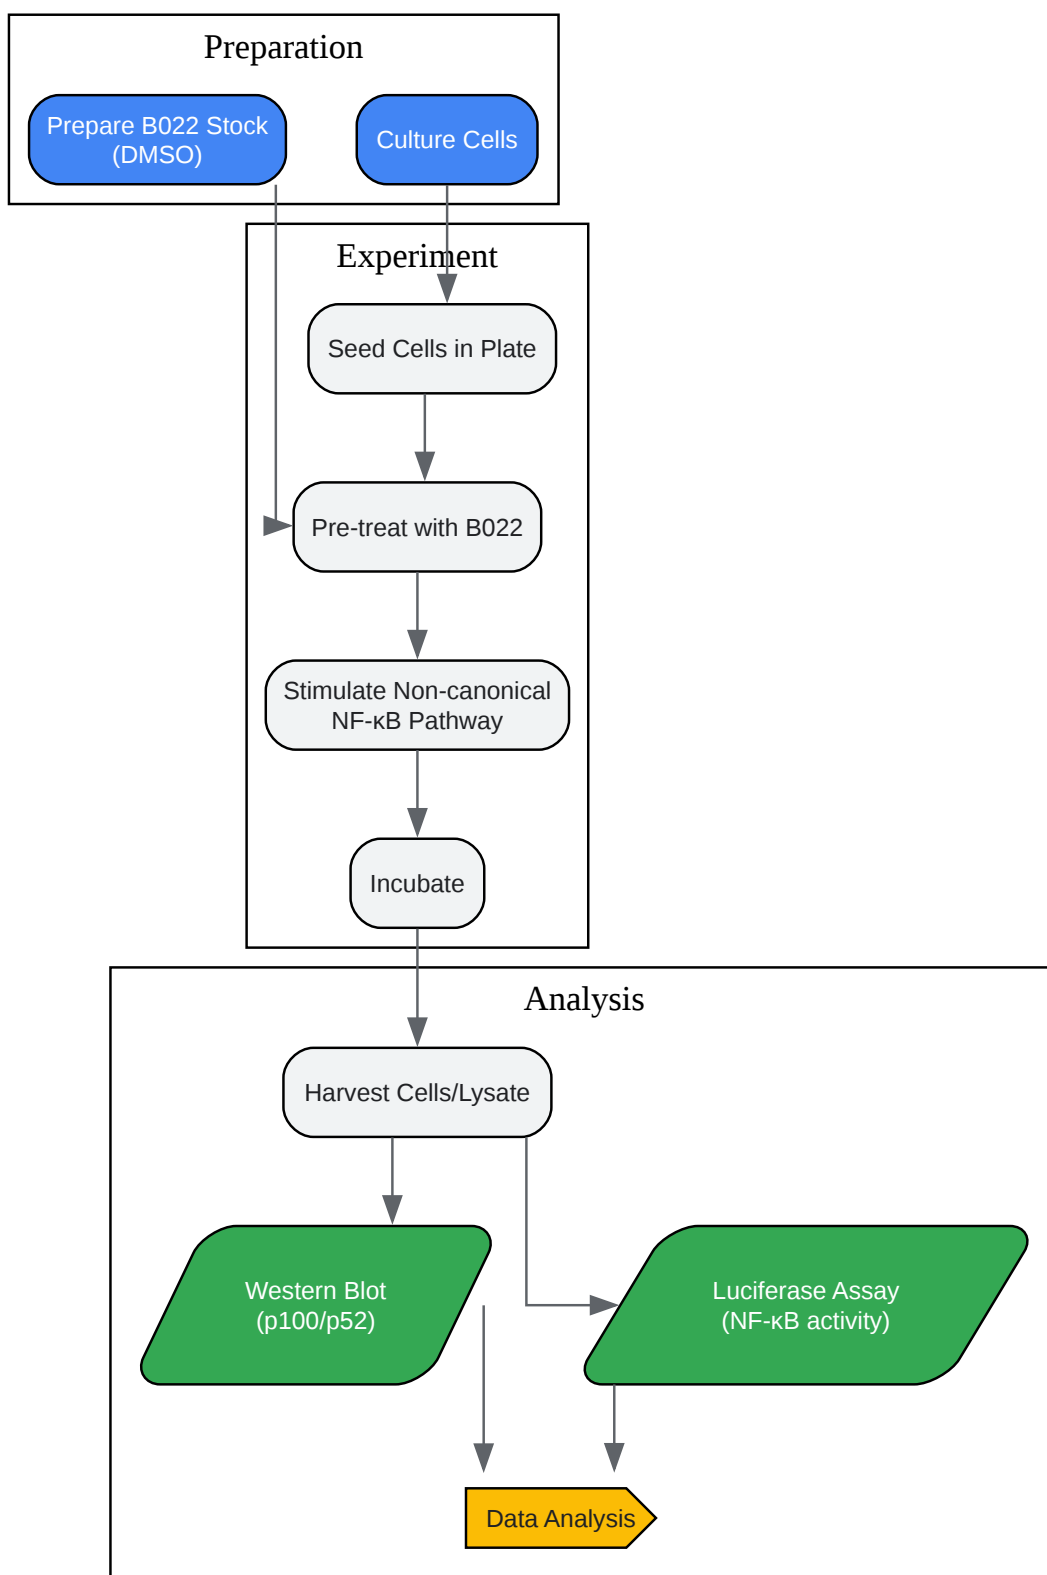 Preparation
Prepare B022 Stock
(DMSO)
Culture Cells
Experiment
Seed Cells in Plate
Pre-treat with B022
Stimulate Non-canonical
NF-κB Pathway
Incubate
Analysis
Harvest Cells/Lysate
Western Blot
(p100/p52)
Luciferase Assay
(NF-κB activity)
Data Analysis